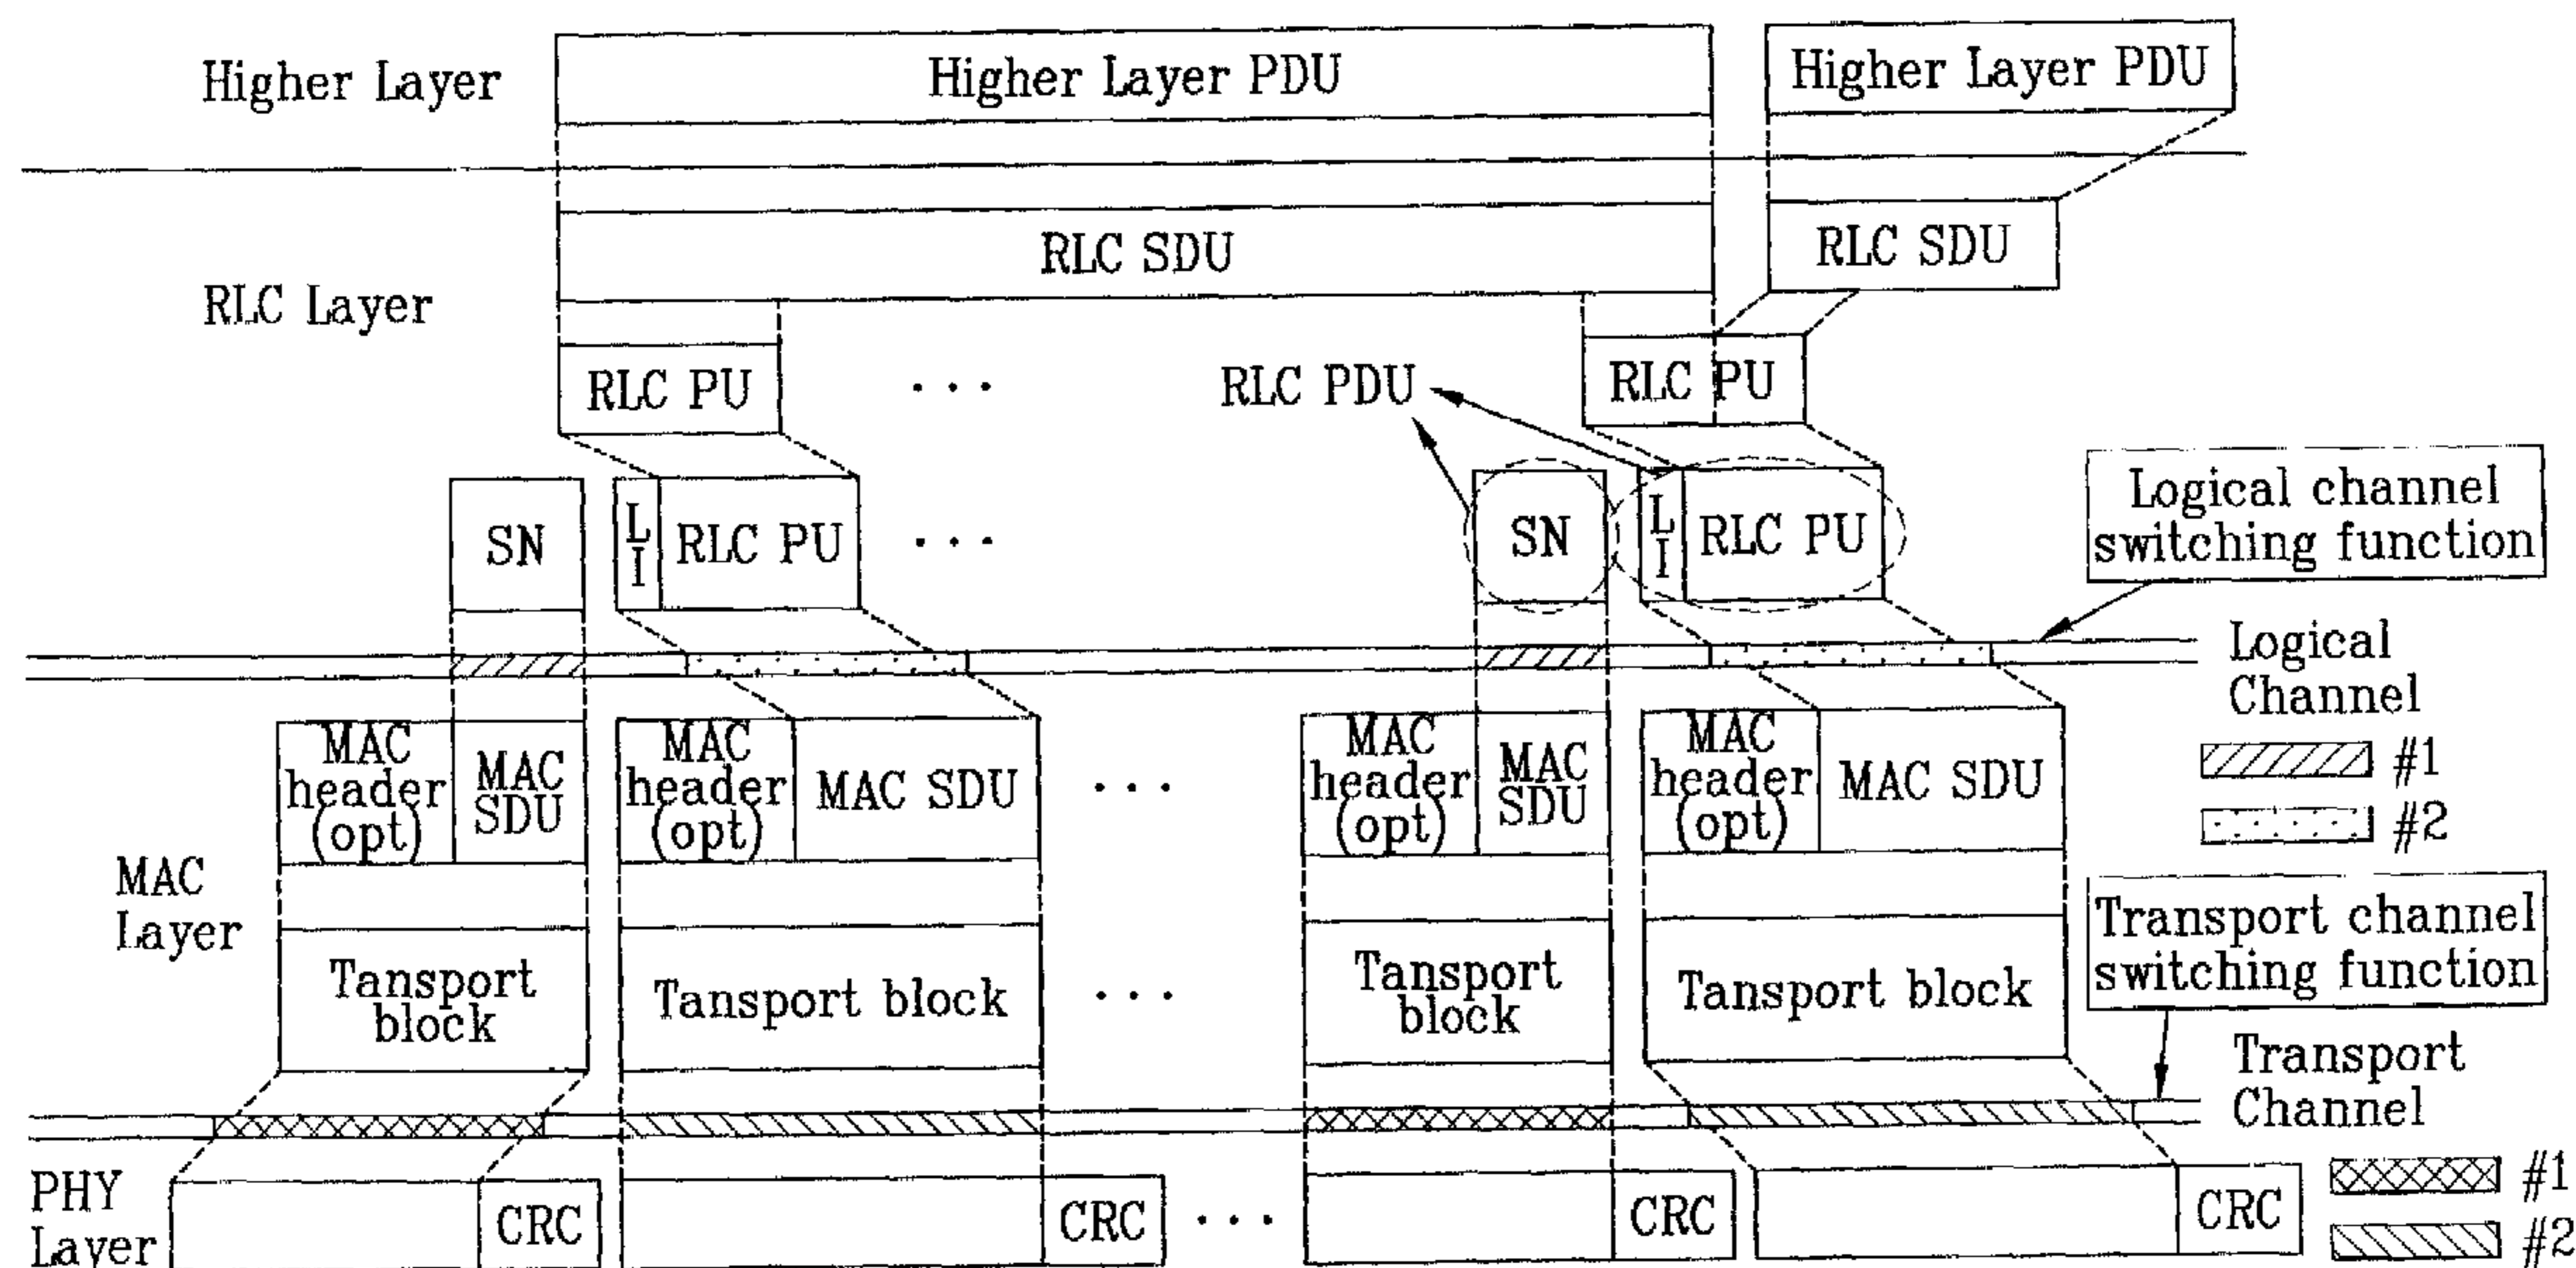 Higher Layer
Higher Layer PDU
Higher Layer PDU
RLC SDU
RLC SDU
RLC Layer
RLC PU
. . .
RLC PDU
RLC PU
SN
L
I
RLC PU
. . .
SN
L
I
RLC PU
Logical channel
switching function
Logical
Channel
#1
#2
MAC
header
(opt)
MAC
SDU
MAC
header
(opt)
MAC SDU
. . .
MAC
header
(opt)
MAC
SDU
MAC
header
(opt)
MAC SDU
MAC
Layer
Tansport
block
Tansport block
. . .
Tansport
block
Tansport block
Transport channel
switching function
Transport
Channel
#1
#2
PHY
Layer
CRC
CRC
. . .
CRC
CRC